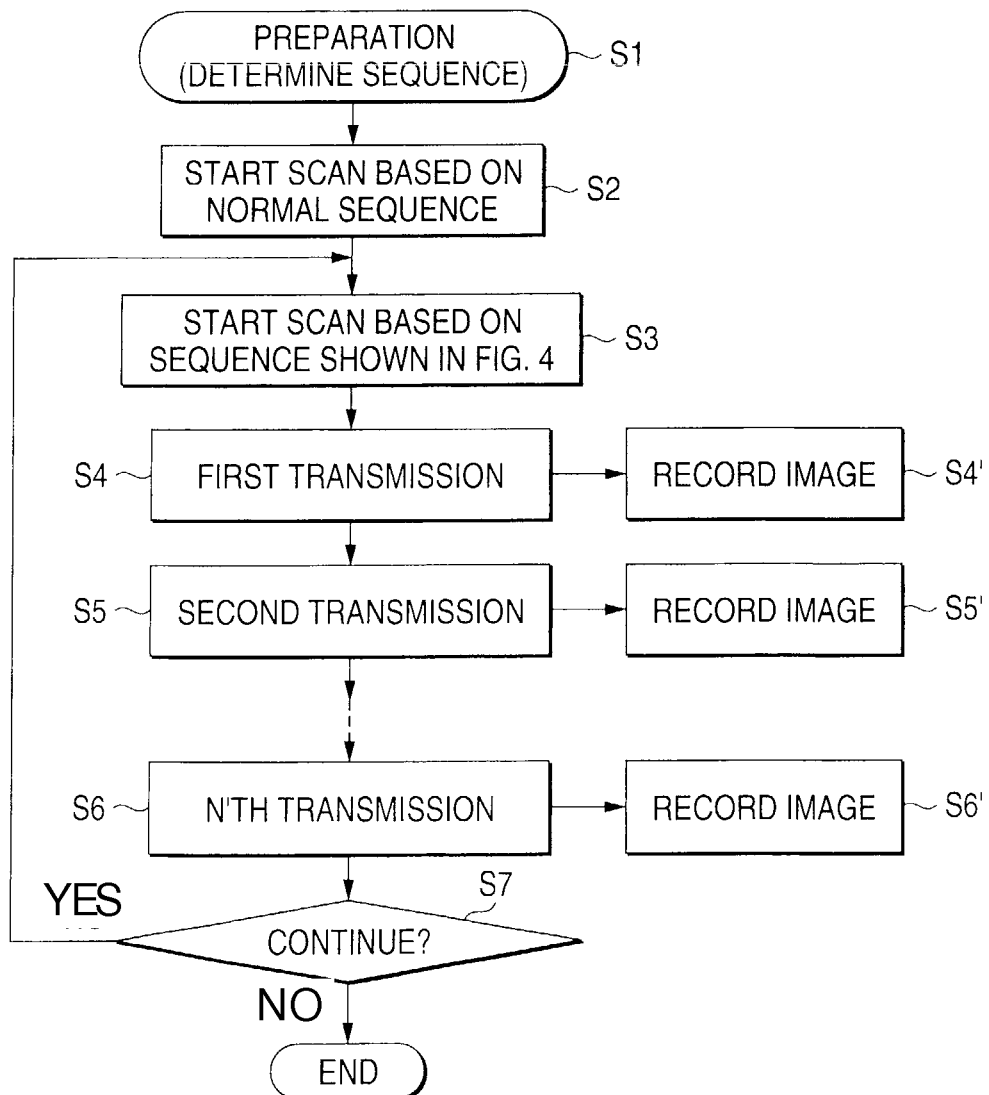 PREPARATION
(DETERMINE SEQUENCE)
S1
START SCAN BASED ON
NORMAL SEQUENCE
S2
START SCAN BASED ON
SEQUENCE SHOWN IN FIG. 4
S3
S4
FIRST TRANSMISSION
RECORD IMAGE
S4'
S5
SECOND TRANSMISSION
RECORD IMAGE
S5'
S6
N'TH TRANSMISSION
RECORD IMAGE
S6'
S7
YES
CONTINUE?
NO
END